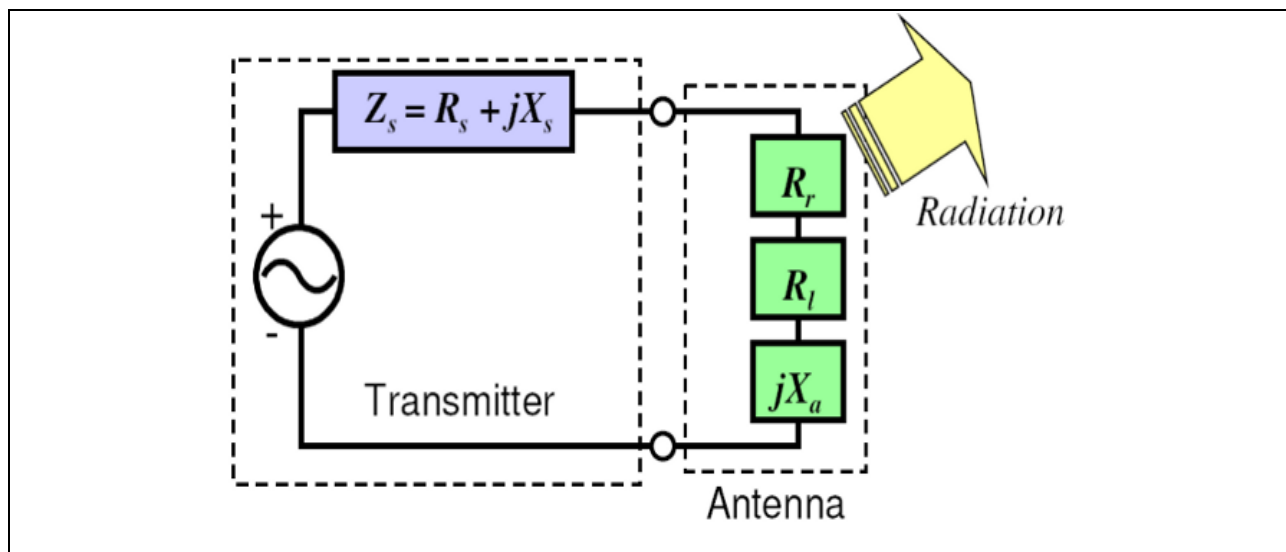 Z_s = R_s + jX_s
R_r
Radiation
+
R_l
-
jX_a
Transmitter
Antenna